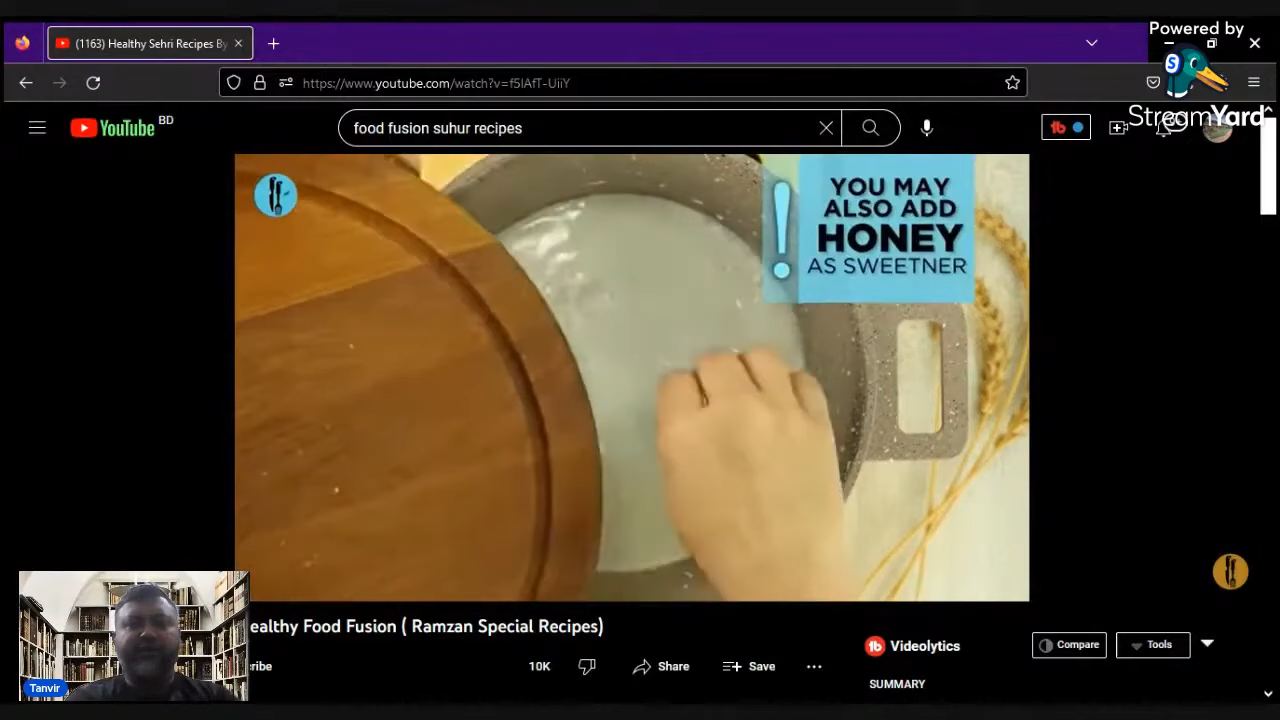 Powered by
StreamYard
(1163) Healthy Sehri Recipes By
https://www.youtube.com/watch?v=f5IAfT-UiiY
YouTube BD
food fusion suhur recipes
YOU MAY
ALSO ADD
HONEY
AS SWEETNER
ealthy Food Fusion ( Ramzan Special Recipes)
ribe
10K
Share
Save
Videolytics
Compare
Tools
SUMMARY
Tanvir